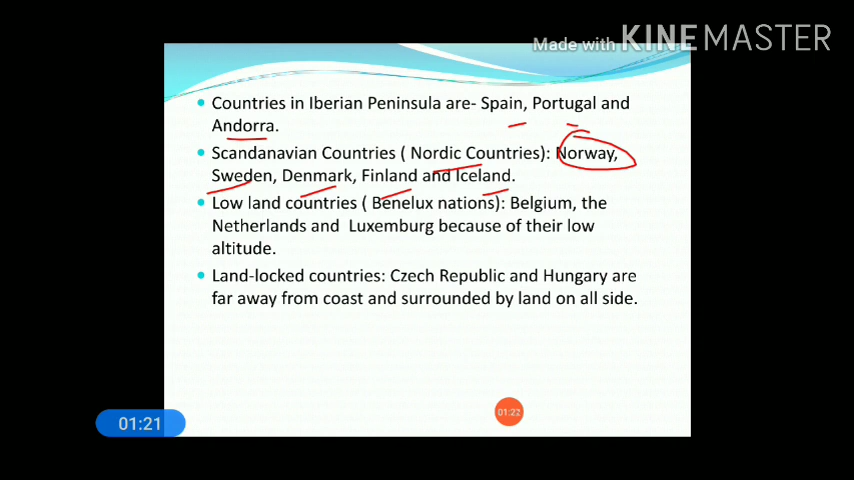 Made with KINEMASTER
Countries in Iberian Peninsula are- Spain, Portugal and
Andorra.
Scandanavian Countries ( Nordic Countries): Norway,
Sweden, Denmark, Finland and Iceland.
Low land countries ( Benelux nations): Belgium, the
Netherlands and Luxemburg because of their low
altitude.
Land-locked countries: Czech Republic and Hungary are
far away from coast and surrounded by land on all side.
01:22
01:21